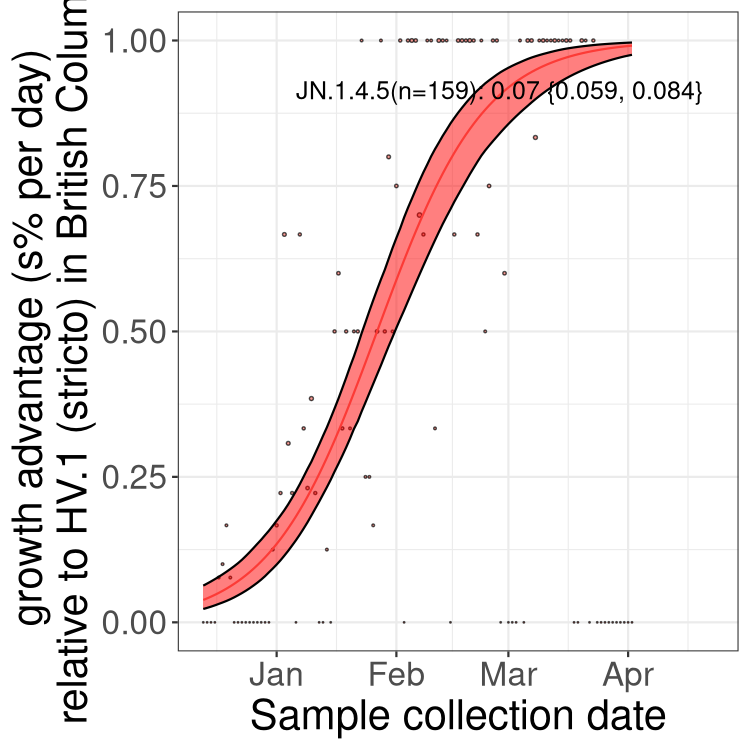 growth advantage (s% per day)
relative to HV.1 (stricto) in British Colum
1.00
0.75
0.50
0.25
0.00
JN.1.4.5(n=159): 0.07 {0.059, 0.084}
Jan Feb Mar Apr
Sample collection date